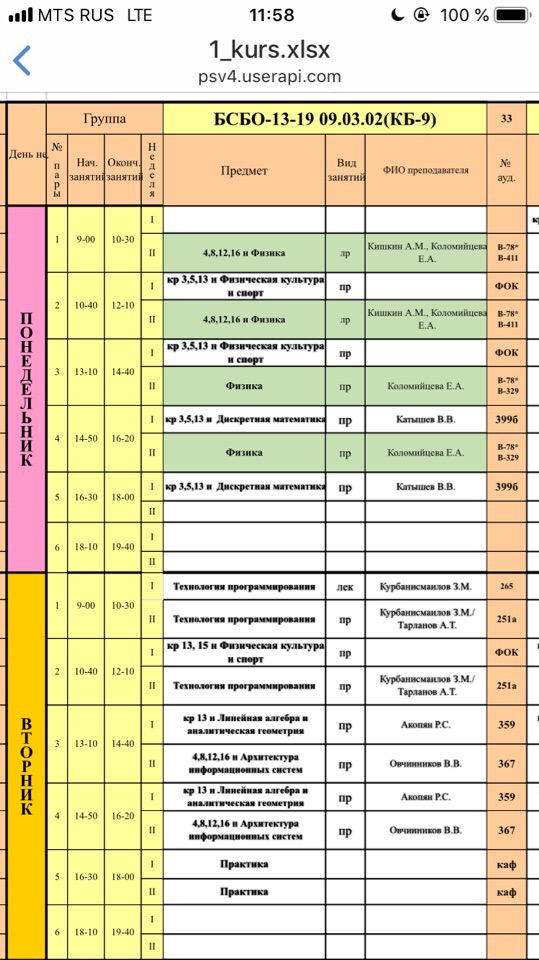 MTS RUS LTE 11:58 100 %
1_kurs.xlsx
psv4.userapi.com
Группа БСБО-13-19 09.03.02(КБ-9) 33
День не № пары Нач. занятий Оконч. занятий Неделя Предмет Вид занятий ФИО преподавателя № ауд.
ПОНЕДЕЛЬНИК
1 9-00 10-30 I
II 4,8,12,16 н Физика лр Кишкин А.М., Коломийцева Е.А. В-78* В-411
2 10-40 12-10 I кр 3,5,13 н Физическая культура и спорт пр ФОК
II 4,8,12,16 н Физика лр Кишкин А.М., Коломийцева Е.А. В-78* В-411
3 13-10 14-40 I кр 3,5,13 н Физическая культура и спорт пр ФОК
II Физика пр Коломийцева Е.А. В-78* В-329
4 14-50 16-20 I кр 3,5,13 н Дискретная математика пр Катышев В.В. 399б
II Физика пр Коломийцева Е.А. В-78* В-329
5 16-30 18-00 I кр 3,5,13 н Дискретная математика пр Катышев В.В. 399б
II
6 18-10 19-40 I
II
ВТОРНИК
1 9-00 10-30 I Технология программирования лек Курбанисмаилов З.М. 265
II Технология программирования пр Курбанисмаилов З.М./ Тарланов А.Т. 251а
2 10-40 12-10 I кр 13, 15 н Физическая культура и спорт пр ФОК
II Технология программирования пр Курбанисмаилов З.М./ Тарланов А.Т. 251а
3 13-10 14-40 I кр 13 н Линейная алгебра и аналитическая геометрия пр Акопян Р.С. 359
II 4,8,12,16 н Архитектура информационных систем пр Овчинников В.В. 367
4 14-50 16-20 I кр 13 н Линейная алгебра и аналитическая геометрия пр Акопян Р.С. 359
II 4,8,12,16 н Архитектура информационных систем пр Овчинников В.В. 367
5 16-30 18-00 I Практика каф
II Практика каф
6 18-10 19-40 I
II